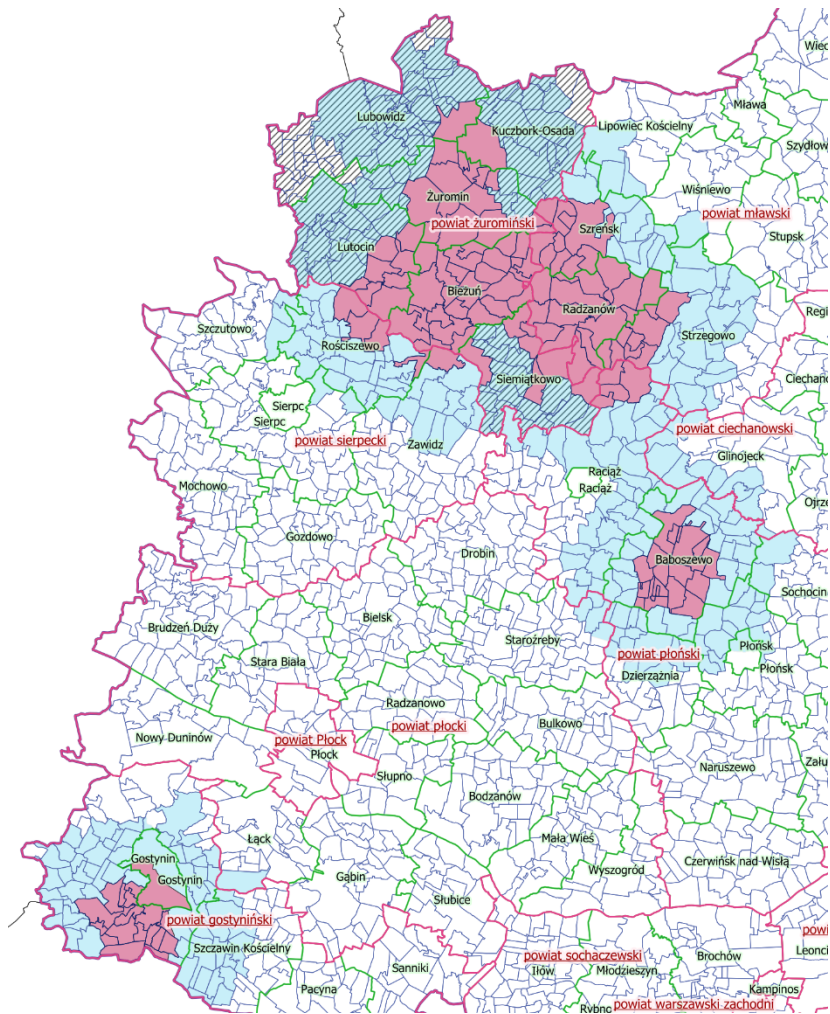 Wiec
Lubowidz
Mława
Kuczbork-Osada
Lipowiec Kościelny
Szydłow
Żuromin
Wiśniewo
powiat mławski
powiat żuromiński
Szreńsk
Stupsk
Lutocin
Bieżuń
Radzanów
Regi
Szczutowo
Rościszewo
Strzegowo
Siemiątkowo
Ciechano
Sierpc
Sierpc
powiat ciechanowski
powiat sierpecki
Zawidz
Glinojeck
Raciąż
Raciąż
Mochowo
Ojrze
Gozdowo
Drobin
Baboszewo
Sochocin
Bielsk
Brudzeń Duży
Staroźreby
Płońsk
powiat płoński
Stara Biała
Płońsk
Dzierzążnia
Radzanowo
powiat płocki
Bulkowo
Nowy Duninów
powiat Płock
Płock
Naruszewo
Zału
Słupno
Bodzanów
Łąck
Mała Wieś
Gostynin
Czerwińsk nad Wisłą
Gostynin
Gąbin
Wyszogród
Słubice
powiat gostyniński
powi
Szczawin Kościelny
powiat sochaczewski
Brochów
Leonci
Sanniki
Iłów
Młodzieszyn
Pacyna
Kampinos
Rybno
powiat warszawski zachodni